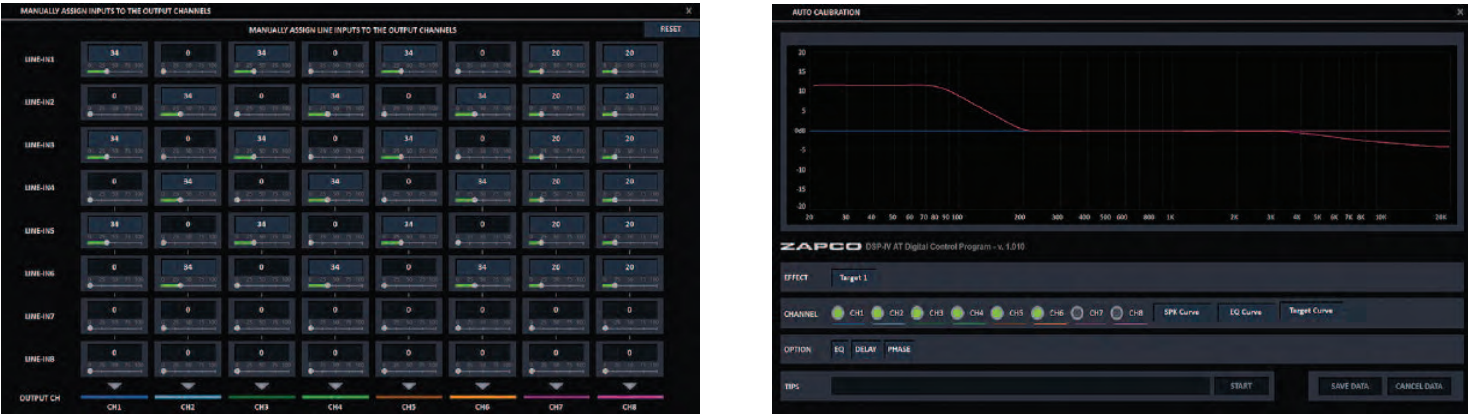 MANUALLY ASSIGN INPUTS TO THE OUTPUT CHANNELS X
MANUALLY ASSIGN LINE INPUTS TO THE OUTPUT CHANNELS RESET
LINE-IN1 34 0 34 0 34 0 20 20
LINE-IN2 0 34 0 34 0 34 20 20
LINE-IN3 34 0 34 0 34 0 20 20
LINE-IN4 0 34 0 34 0 34 20 20
LINE-IN5 34 0 34 0 34 0 20 20
LINE-IN6 0 34 0 34 0 34 20 20
LINE-IN7 0 0 0 0 0 0 0 0
LINE-IN8 0 0 0 0 0 0 0 0
OUTPUT CH CH1 CH2 CH3 CH4 CH5 CH6 CH7 CH8
AUTO CALIBRATION X
20
15
10
5
0dB
-5
-10
-15
-20
20 30 40 50 60 70 80 90 100 200 300 400 500 600 800 1K 2K 3K 4K 5K 6K 7K 8K 10K 20K
ZAPCO DSP-IV AT Digital Control Program - v. 1.010
EFFECT Target 1
CHANNEL CH1 CH2 CH3 CH4 CH5 CH6 CH7 CH8 SPK Curve EQ Curve Target Curve
OPTION EQ DELAY PHASE
TIPS START SAVE DATA CANCEL DATA